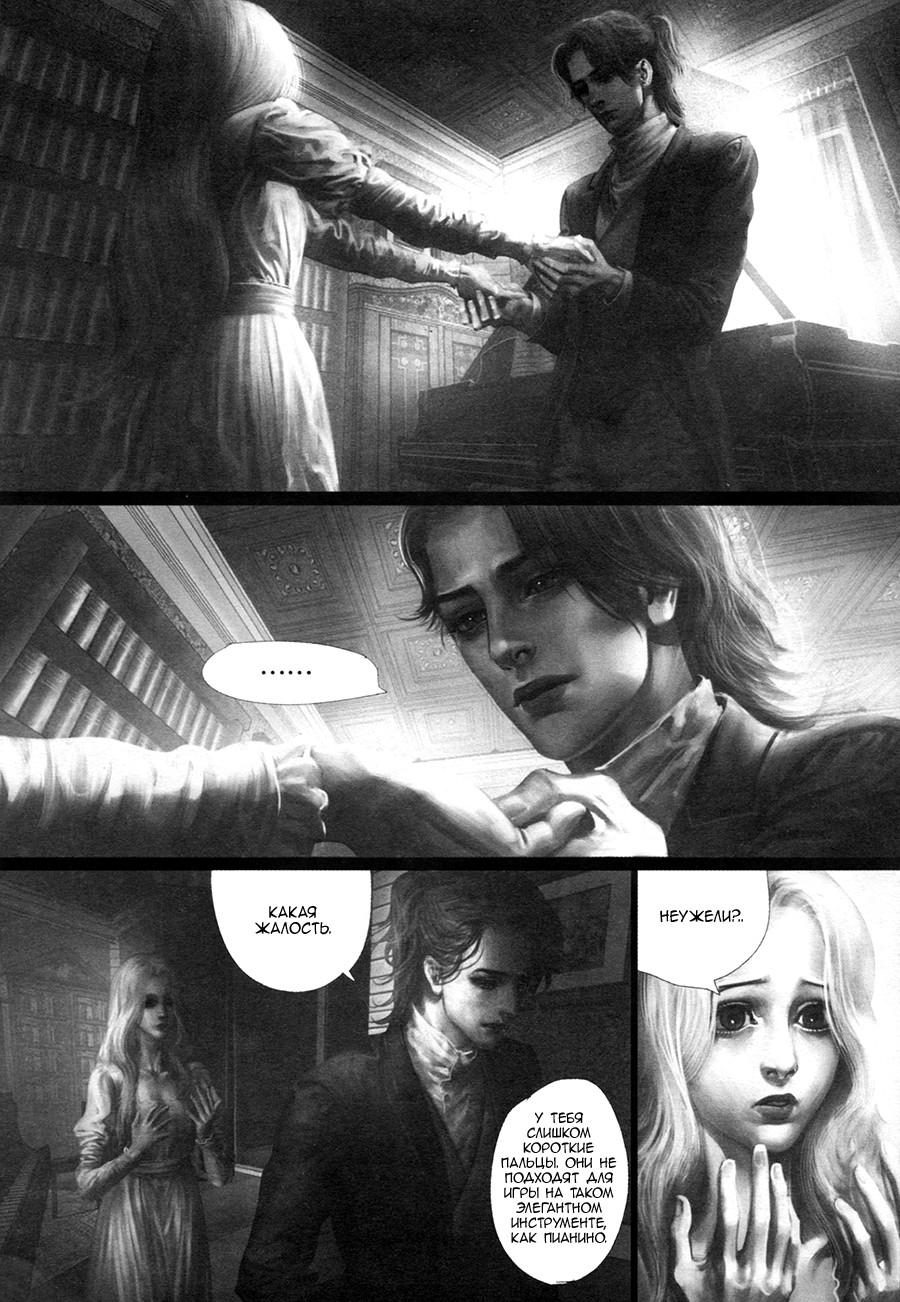 ......
КАКАЯ
ЖАЛОСТЬ.
У ТЕБЯ
СЛИШКОМ
КОРОТКИЕ
ПАЛЬЦЫ. ОНИ НЕ
ПОДХОДЯТ ДЛЯ
ИГРЫ НА ТАКОМ
ЭЛЕГАНТНОМ
ИНСТРУМЕНТЕ,
КАК ПИАНИНО.
НЕУЖЕЛИ?..